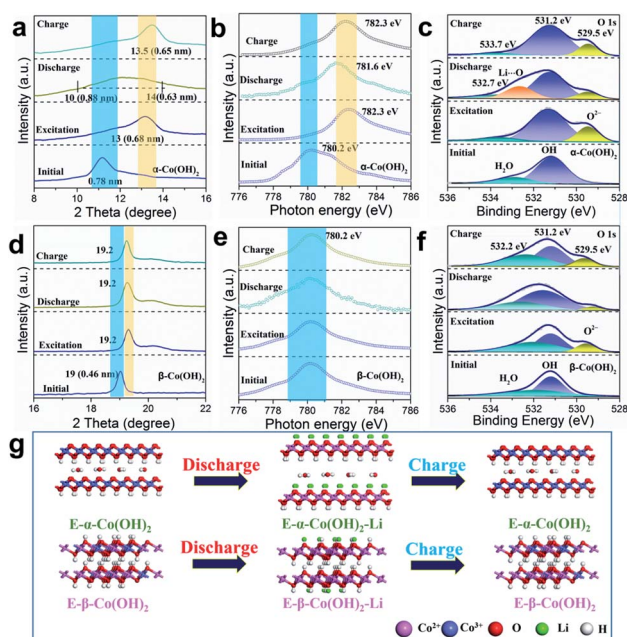 a
Charge
13.5 (0.65 nm)
Discharge
10 (0.88 nm)
14(0.63 nm)
Excitation
13 (0.68 nm)
Initial
0.78 nm
α-Co(OH)₂
8 10 12 14 16
2 Theta (degree)
Intensity (a.u.)
b
Charge
782.3 eV
Discharge
781.6 eV
Excitation
782.3 eV
Initial
780.2 eV
α-Co(OH)₂
776 778 780 782 784 786
Photon energy (eV)
Intensity (a.u.)
c
Charge
531.2 eV
O 1s
533.7 eV
529.5 eV
Discharge
Li···O
532.7 eV
Excitation
O²⁻
Initial
OH
α-Co(OH)₂
H₂O
536 534 532 530 528
Binding Energy (eV)
Intensity (a.u.)
d
Charge
19.2
Discharge
19.2
Excitation
19.2
Initial
19 (0.46 nm)
β-Co(OH)₂
16 18 20 22
2 Theta (degree)
Intensity (a.u.)
e
Charge
780.2 eV
Discharge
Excitation
Initial
β-Co(OH)₂
776 778 780 782 784 786
Photon energy (eV)
Intensity (a.u.)
f
Charge
531.2 eV
O 1s
532.2 eV
529.5 eV
Discharge
Excitation
O²⁻
Initial
OH
β-Co(OH)₂
H₂O
536 534 532 530 528
Binding Energy (eV)
Intensity (a.u.)
g
Discharge
Charge
E-α-Co(OH)₂
E-α-Co(OH)₂-Li
E-α-Co(OH)₂
Discharge
Charge
E-β-Co(OH)₂
E-β-Co(OH)₂-Li
E-β-Co(OH)₂
Co²⁺ Co³⁺ O Li H